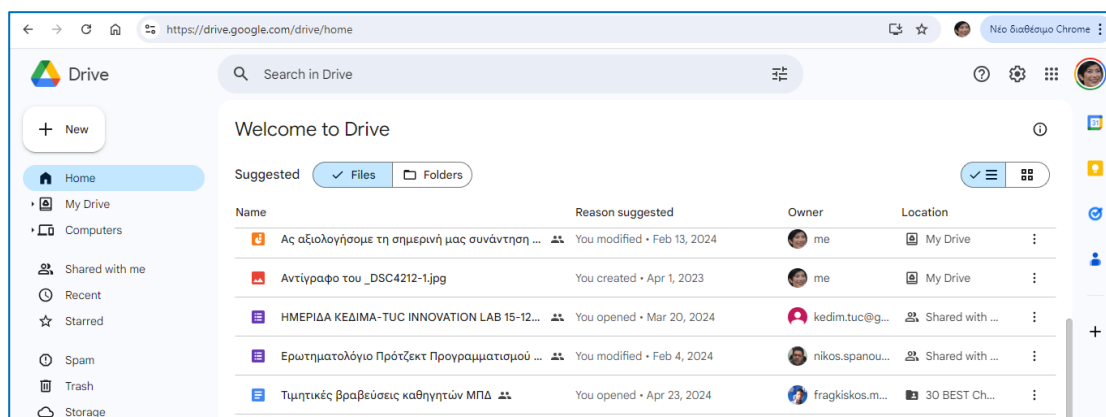 https://drive.google.com/drive/home
Νέο διαθέσιμο Chrome
Drive
Search in Drive
New
Welcome to Drive
Home
My Drive
Computers
Shared with me
Recent
Starred
Spam
Trash
Storage
Suggested Files Folders
Name Reason suggested Owner Location
Ας αξιολογήσομε τη σημερινή μας συνάντηση ... You modified • Feb 13, 2024 me My Drive
Αντίγραφο του _DSC4212-1.jpg You created • Apr 1, 2023 me My Drive
ΗΜΕΡΙΔΑ ΚΕΔΙΜΑ-TUC INNOVATION LAB 15-12... You opened • Mar 20, 2024 kedim.tuc@g... Shared with ...
Ερωτηματολόγιο Πρότζεκτ Προγραμματισμού ... You modified • Feb 4, 2024 nikos.spanou... Shared with ...
Τιμητικές βραβεύσεις καθηγητών ΜΠΔ You opened • Apr 23, 2024 fragkiskos.m... 30 BEST Ch...
31